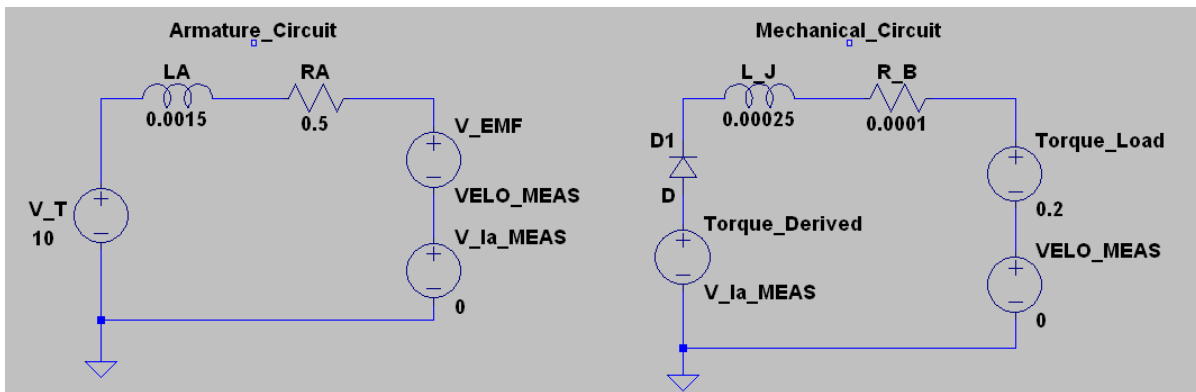 Armature_Circuit
LA
0.0015
RA
0.5
V_EMF
VELO_MEAS
V_T
10
V_Ia_MEAS
0
Mechanical_Circuit
L_J
0.00025
R_B
0.0001
D1
D
Torque_Load
0.2
Torque_Derived
V_Ia_MEAS
VELO_MEAS
0